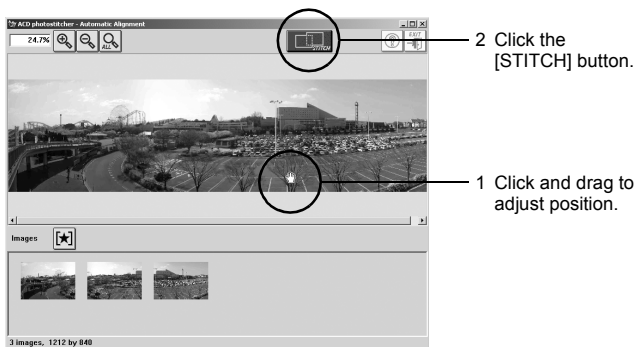 ACD photostitcher - Automatic Alignment
24.7%
ALL
STITCH
EXIT
2 Click the
[STITCH] button.
1 Click and drag to
adjust position.
Images
3 images, 1212 by 840